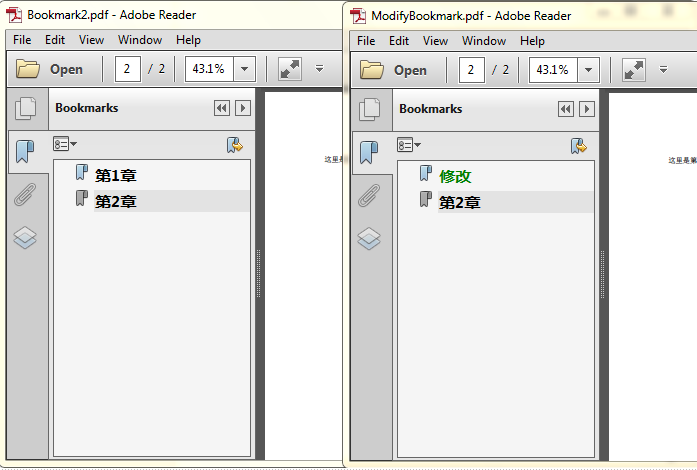 Bookmark2.pdf - Adobe Reader
File Edit View Window Help
Open 2 / 2 43.1%
Bookmarks
第1章
第2章
这里是第
ModifyBookmark.pdf - Adobe Reader
File Edit View Window Help
Open 2 / 2 43.1%
Bookmarks
修改
第2章
这里是第